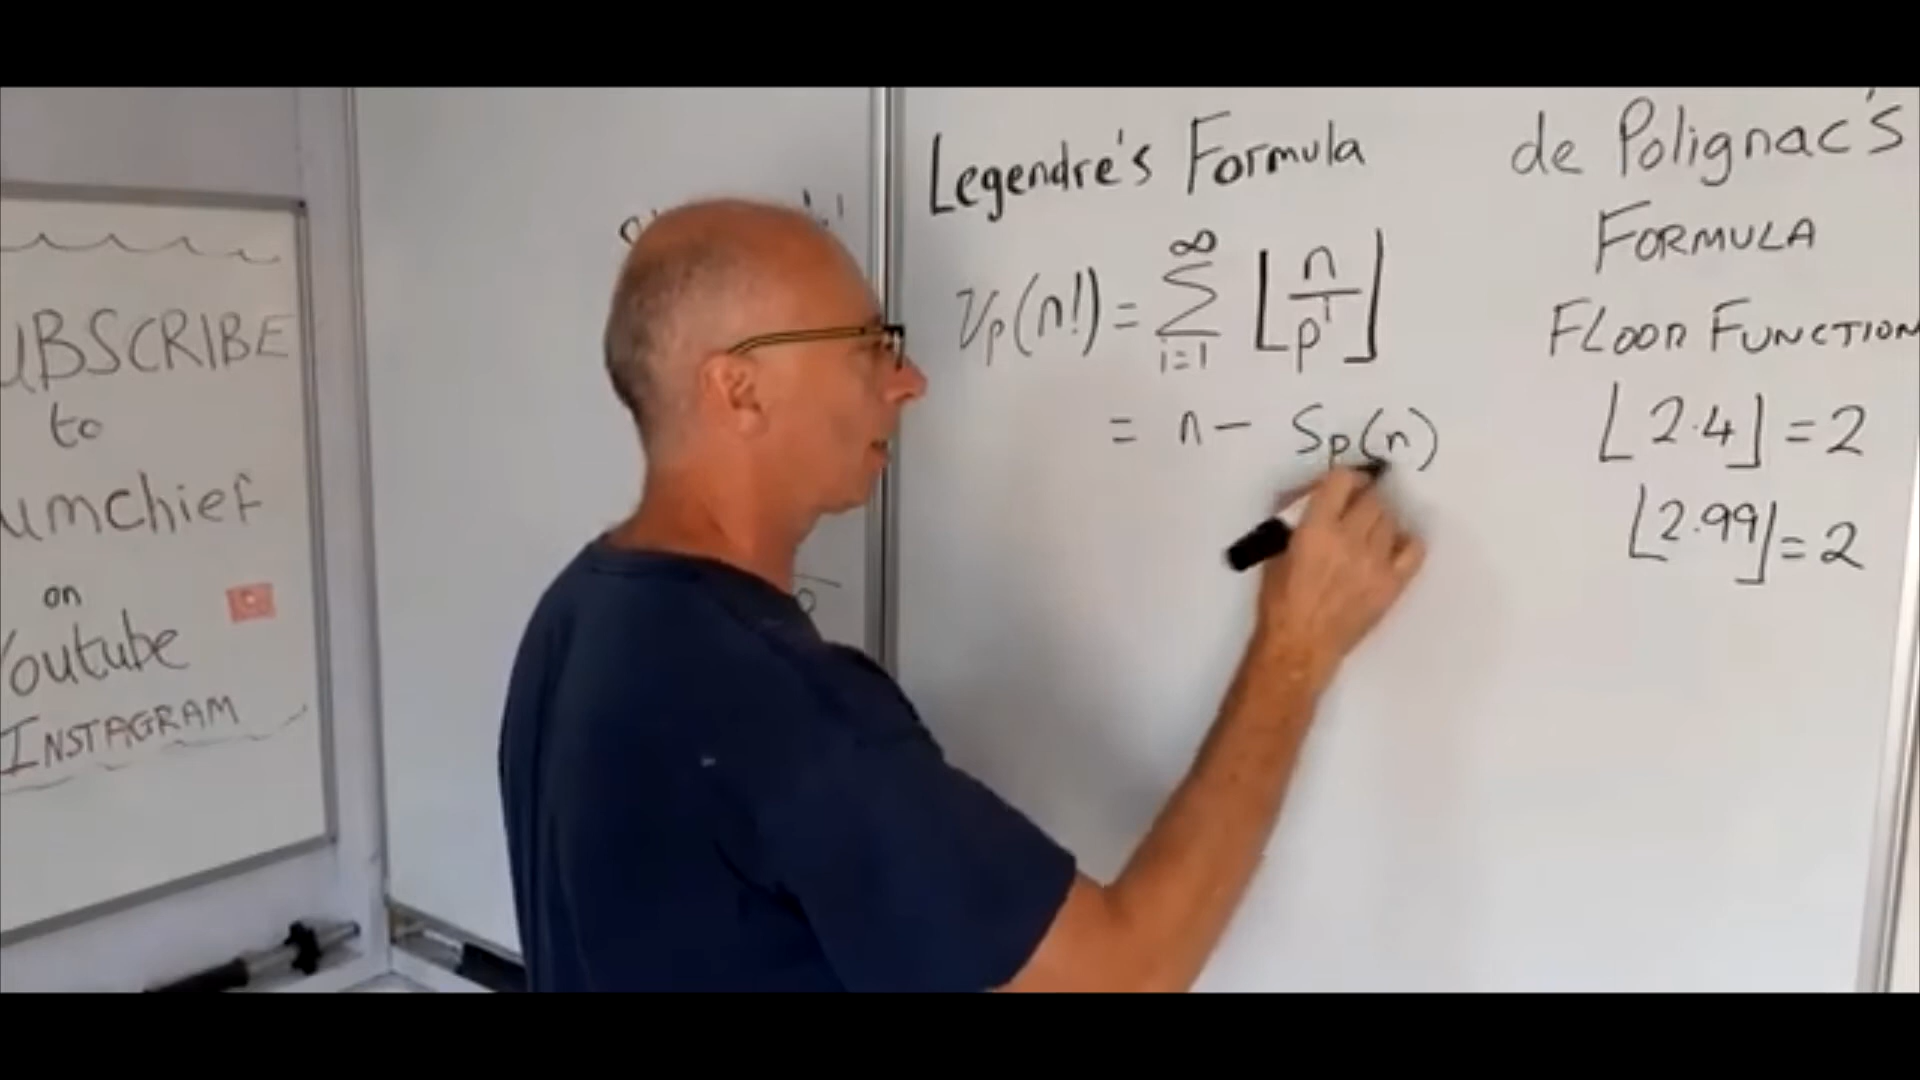 UBSCRIBE
to
umchief
on
Youtube
INSTAGRAM
Legendre's Formula
νp(n!) = ∑ i=1 ∞ ⌊n/pⁱ⌋
= n - Sp(n)
de Polignac's
FORMULA
FLOOR FUNCTION
⌊2.4⌋ = 2
⌊2.99⌋ = 2